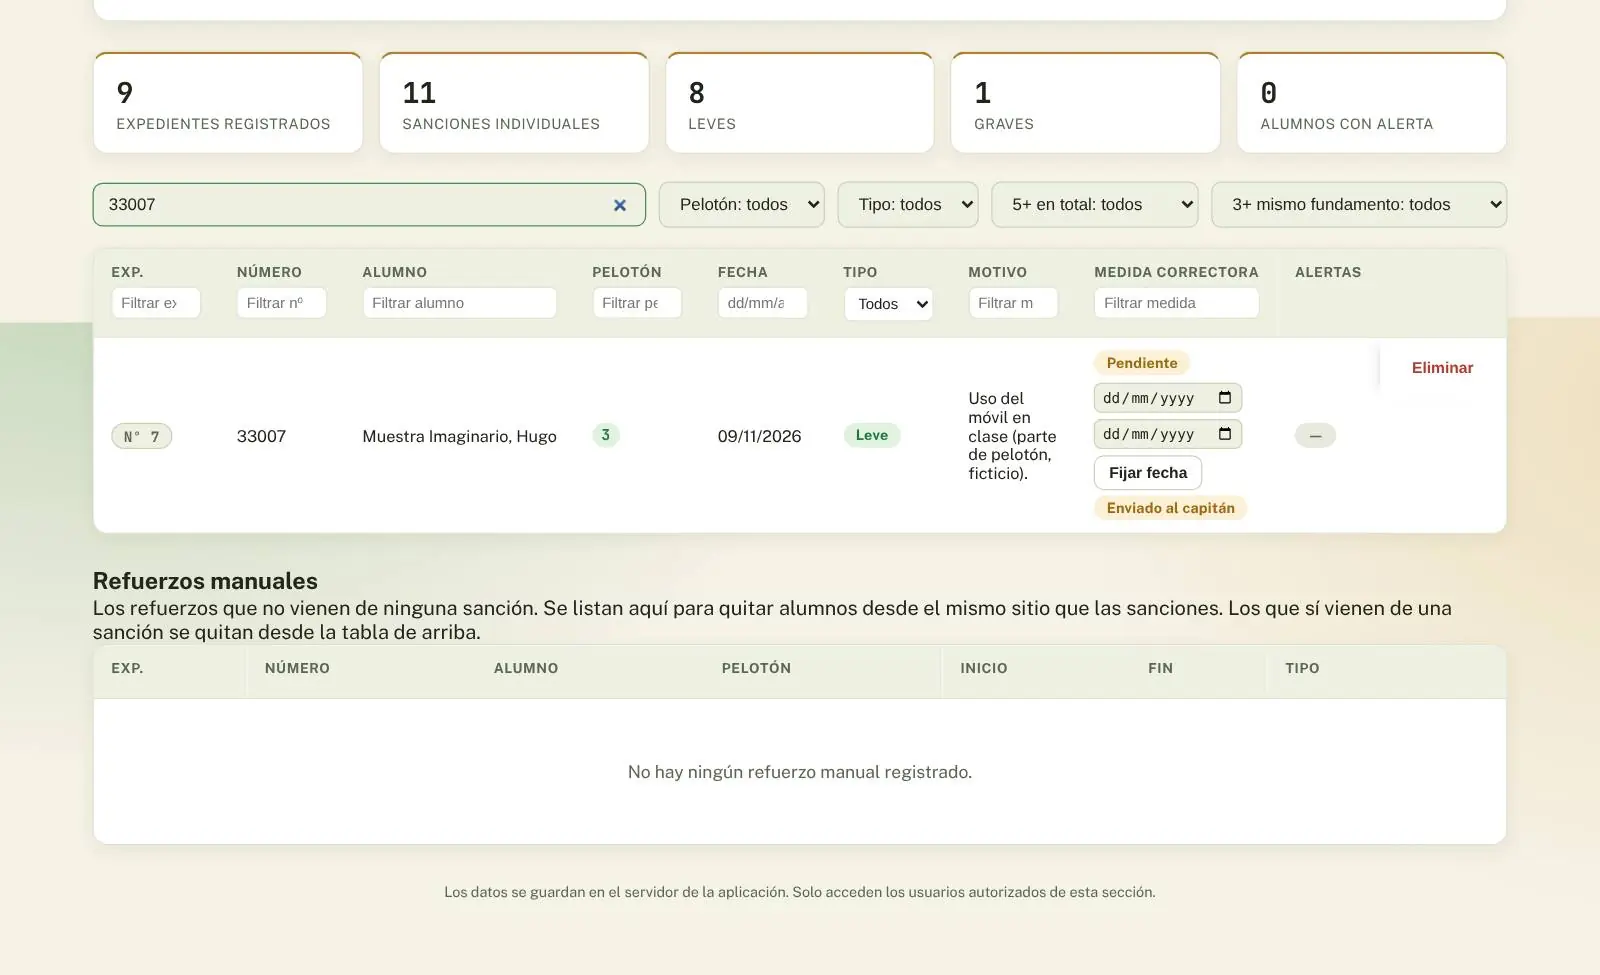 9
EXPEDIENTES REGISTRADOS
11
SANCIONES INDIVIDUALES
8
LEVES
1
GRAVES
0
ALUMNOS CON ALERTA
33007
Pelotón: todos
Tipo: todos
5+ en total: todos
3+ mismo fundamento: todos
EXP. NÚMERO ALUMNO PELOTÓN FECHA TIPO MOTIVO MEDIDA CORRECTORA ALERTAS
Filtrar ex Filtrar nº Filtrar alumno Filtrar pe dd/mm/a Todos Filtrar m Filtrar medida
Nº 7
33007
Muestra Imaginario, Hugo
3
09/11/2026
Leve
Uso del
móvil en
clase (parte
de pelotón,
ficticio).
Pendiente
dd/mm/yyyy
dd/mm/yyyy
Fijar fecha
Enviado al capitán
—
Eliminar
Refuerzos manuales
Los refuerzos que no vienen de ninguna sanción. Se listan aquí para quitar alumnos desde el mismo sitio que las sanciones. Los que sí vienen de una
sanción se quitan desde la tabla de arriba.
EXP. NÚMERO ALUMNO PELOTÓN INICIO FIN TIPO
No hay ningún refuerzo manual registrado.
Los datos se guardan en el servidor de la aplicación. Solo acceden los usuarios autorizados de esta sección.